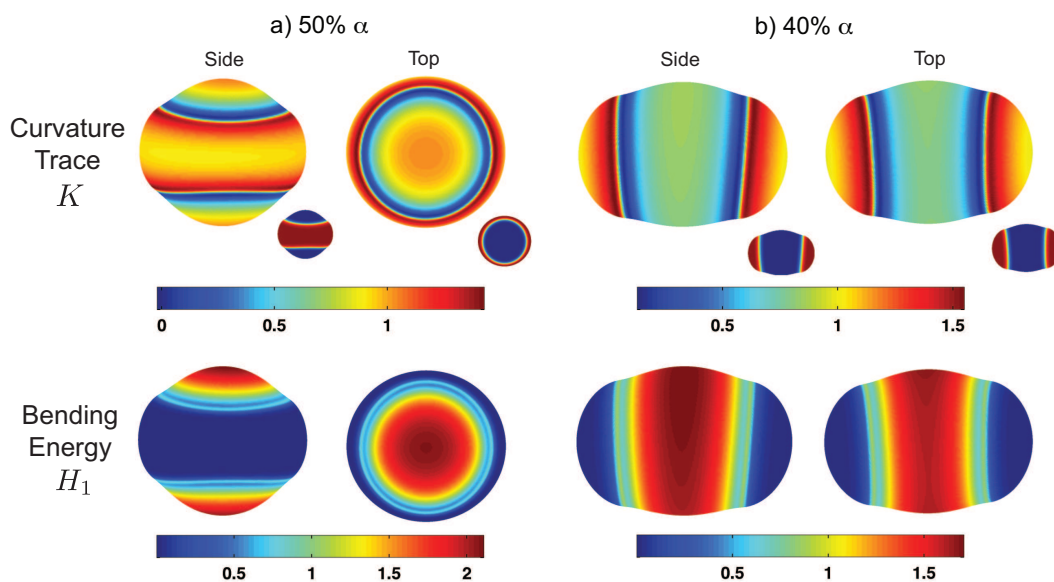 a) 50% α
b) 40% α
Side
Top
Side
Top
Curvature
Trace
K
0
0.5
1
0.5
1
1.5
Bending
Energy
H₁
0.5
1
1.5
2
0.5
1
1.5